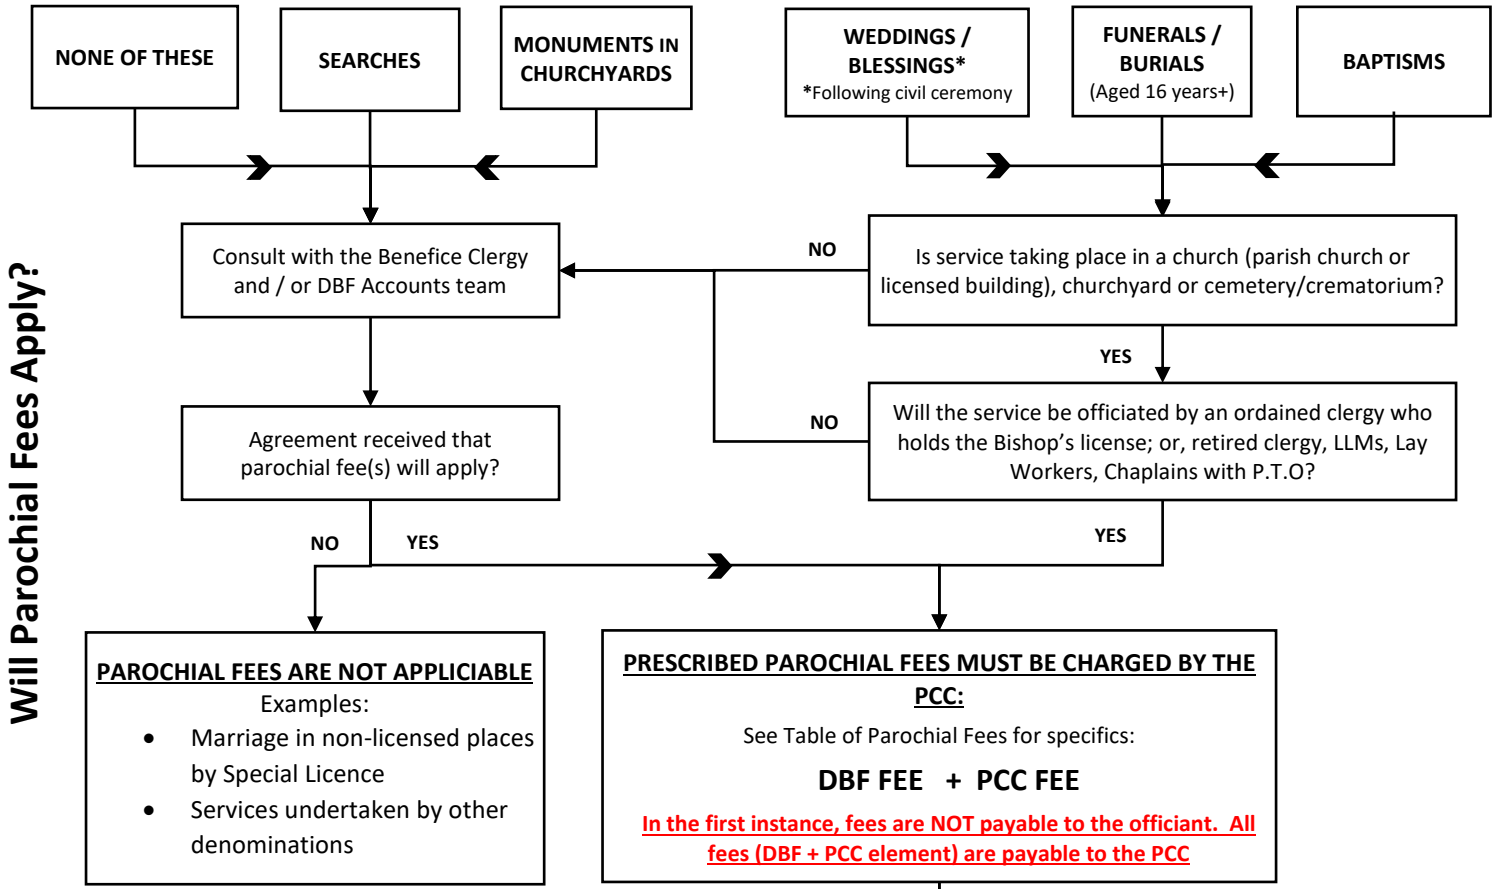 Will Parochial Fees Apply?
NONE OF THESE
SEARCHES
MONUMENTS IN
CHURCHYARDS
WEDDINGS /
BLESSINGS*
*Following civil ceremony
FUNERALS /
BURIALS
(Aged 16 years+)
BAPTISMS
Consult with the Benefice Clergy
and / or DBF Accounts team
NO
Is service taking place in a church (parish church or
licensed building), churchyard or cemetery/crematorium?
YES
Agreement received that
parochial fee(s) will apply?
NO
Will the service be officiated by an ordained clergy who
holds the Bishop’s license; or, retired clergy, LLMs, Lay
Workers, Chaplains with P.T.O?
NO
YES
YES
PAROCHIAL FEES ARE NOT APPLICIABLE
Examples:
• Marriage in non-licensed places
by Special Licence
• Services undertaken by other
denominations
PRESCRIBED PAROCHIAL FEES MUST BE CHARGED BY THE
PCC:
See Table of Parochial Fees for specifics:
DBF FEE + PCC FEE
In the first instance, fees are NOT payable to the officiant. All
fees (DBF + PCC element) are payable to the PCC